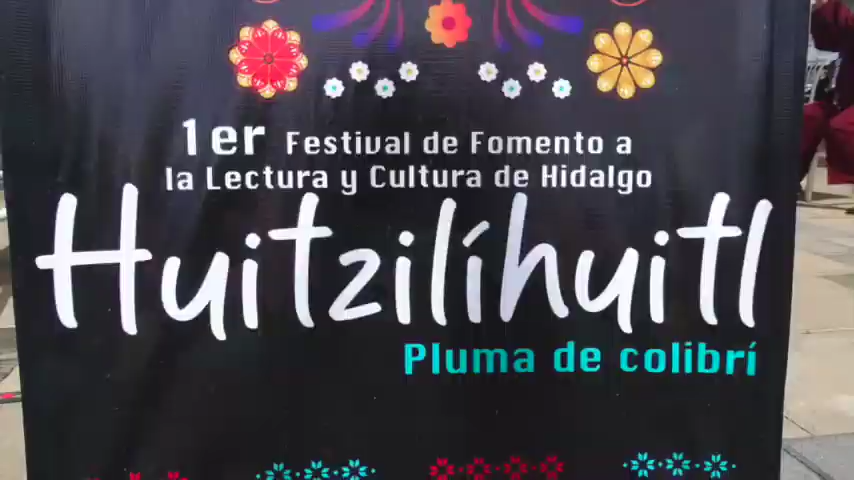 1er Festival de Fomento a
la Lectura y Cultura de Hidalgo
Huitzilíhuitl
Pluma de colibrí